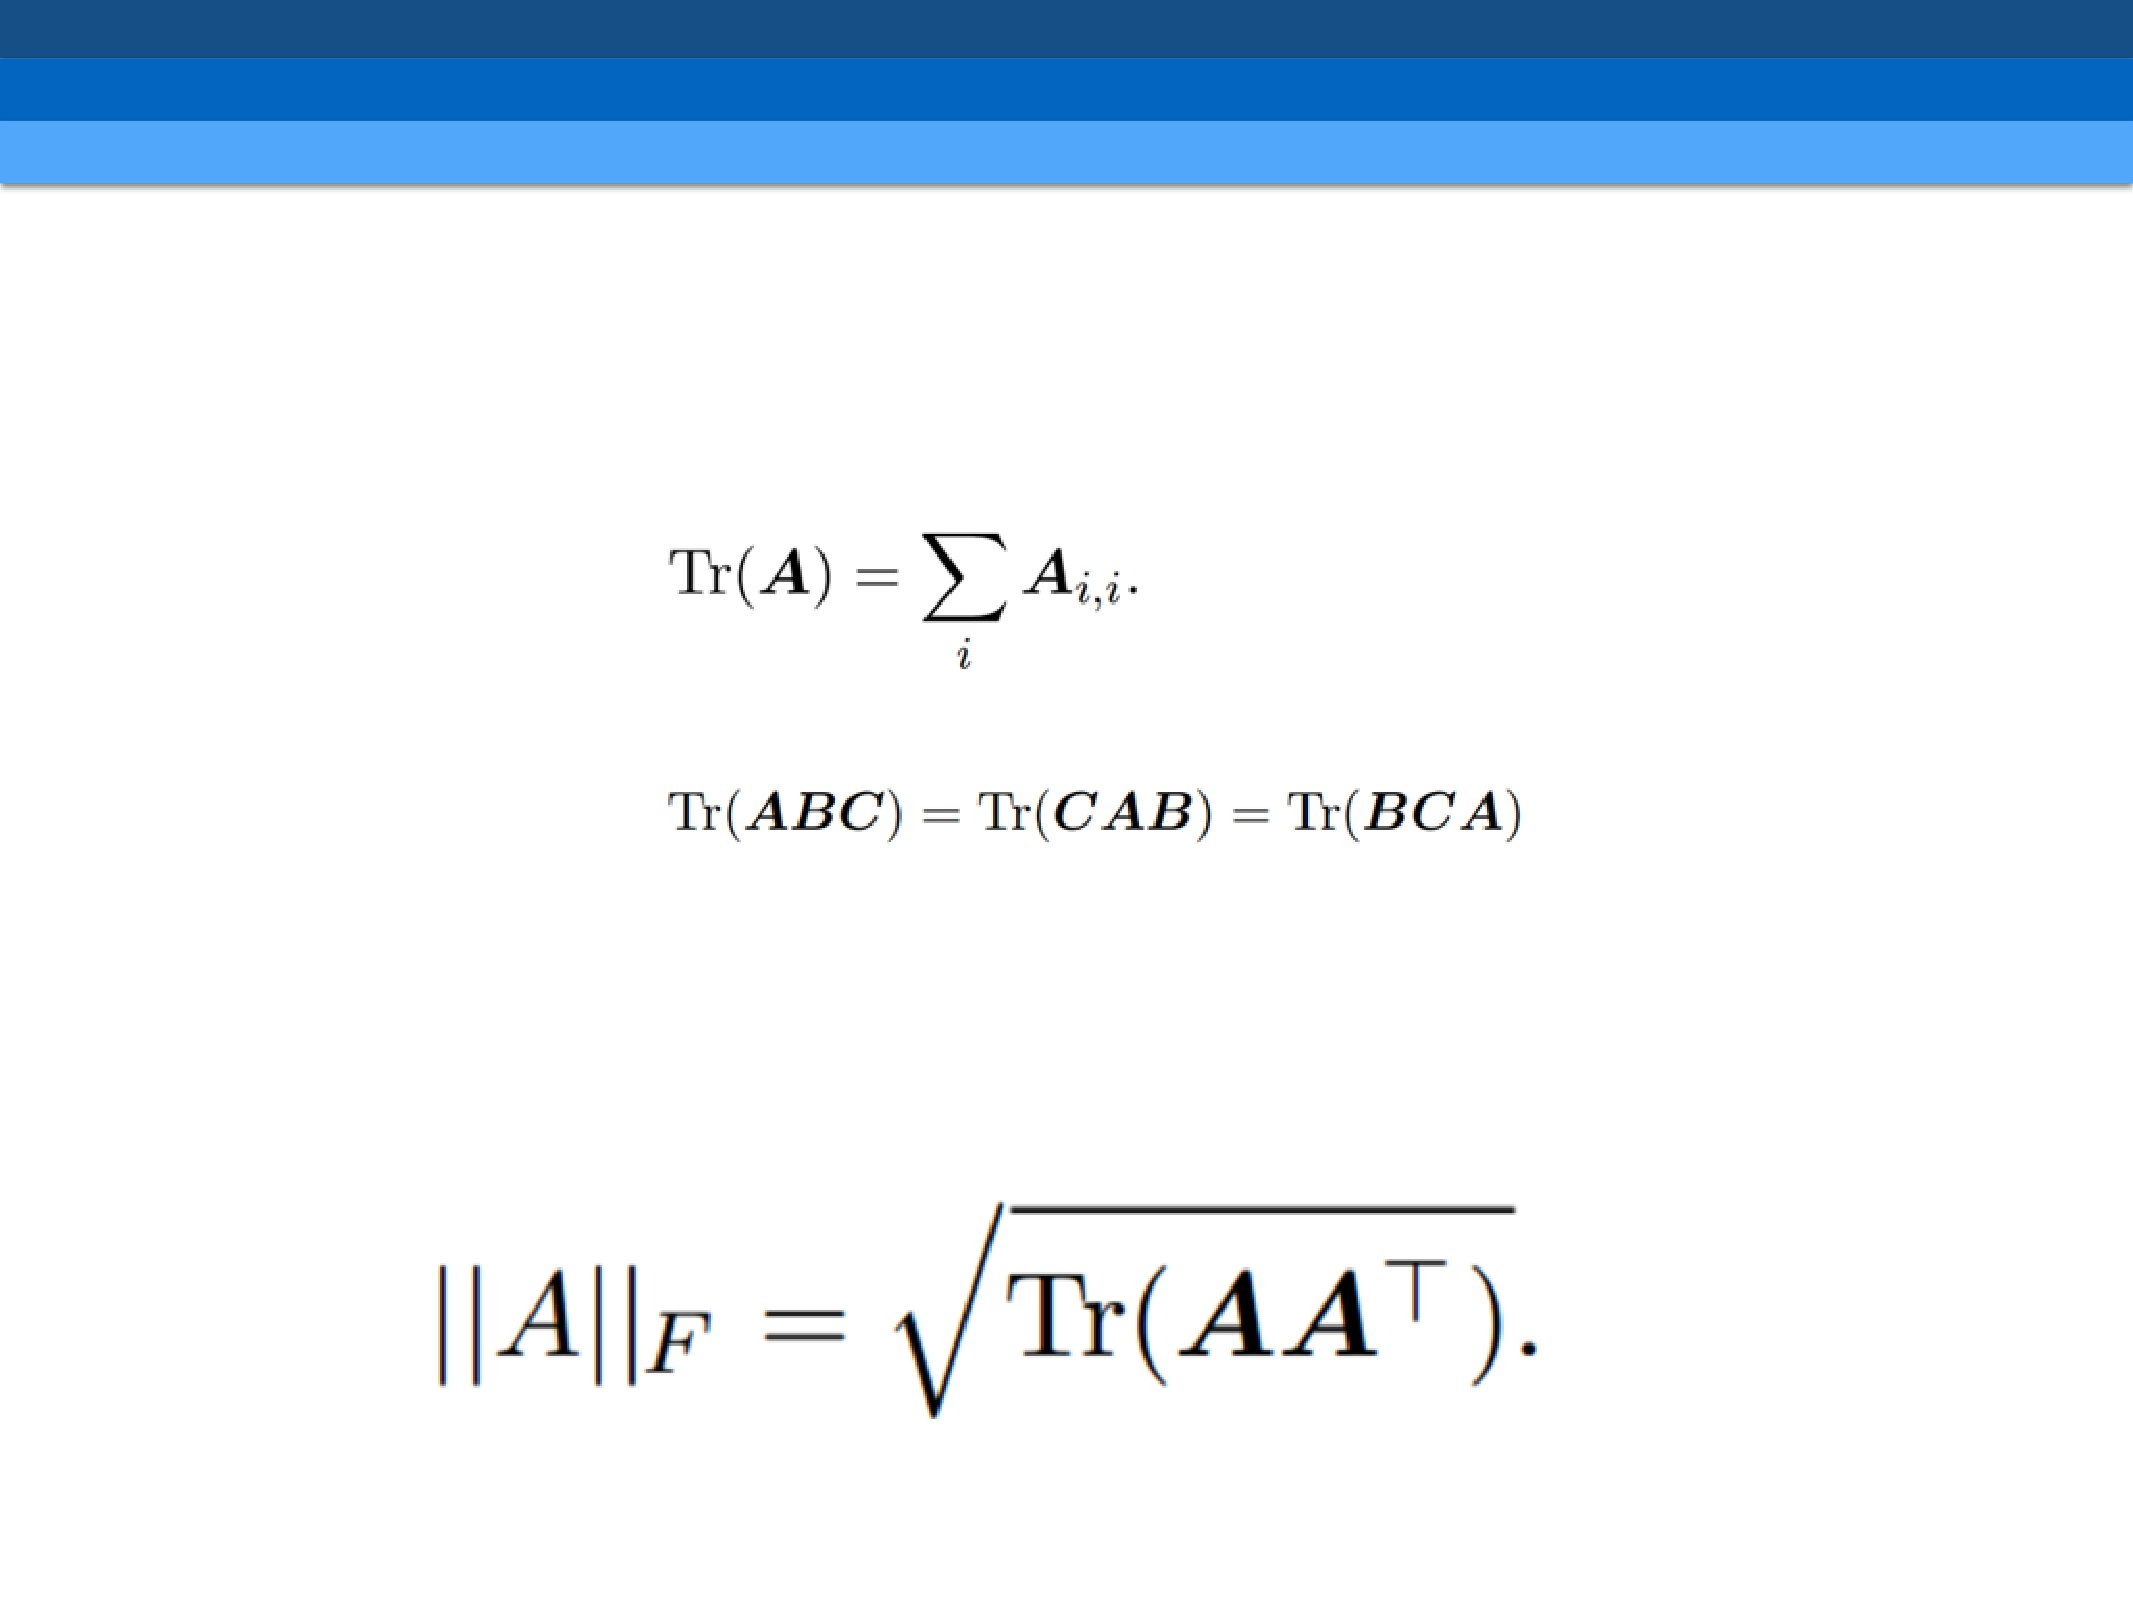 Tr(A) = ∑_i A_{i,i}.
Tr(ABC) = Tr(CAB) = Tr(BCA)
||A||_F = √Tr(AA^⊤).